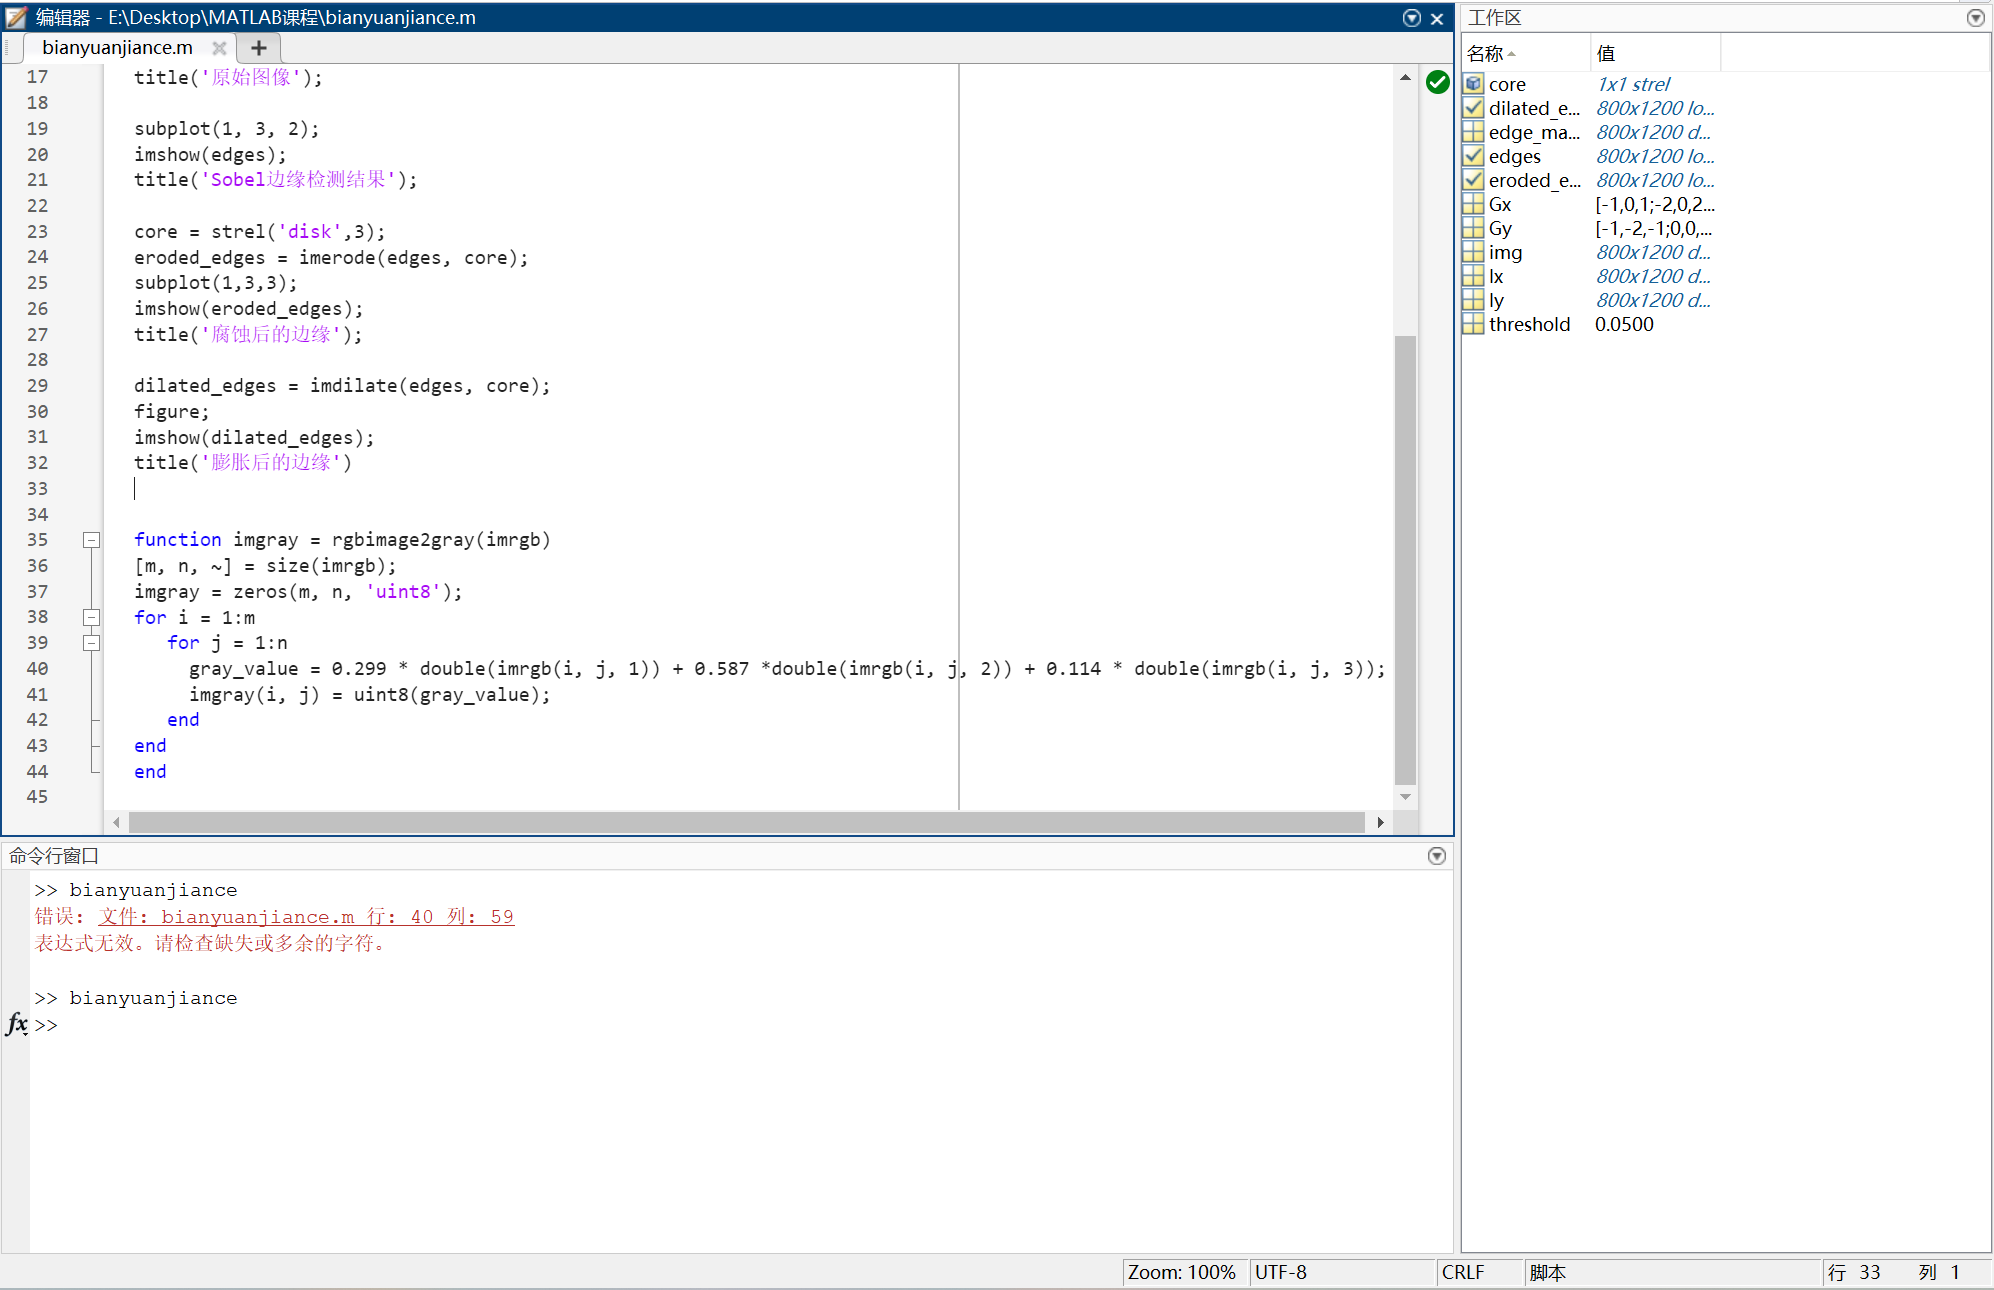 编辑器 - E:\Desktop\MATLAB课程\bianyuanjiance.m
bianyuanjiance.m
17 title('原始图像');
18
19 subplot(1, 3, 2);
20 imshow(edges);
21 title('Sobel边缘检测结果');
22
23 core = strel('disk',3);
24 eroded_edges = imerode(edges, core);
25 subplot(1,3,3);
26 imshow(eroded_edges);
27 title('腐蚀后的边缘');
28
29 dilated_edges = imdilate(edges, core);
30 figure;
31 imshow(dilated_edges);
32 title('膨胀后的边缘')
33
34
35 function imgray = rgbimage2gray(imrgb)
36 [m, n, ~] = size(imrgb);
37 imgray = zeros(m, n, 'uint8');
38 for i = 1:m
39 for j = 1:n
40 gray_value = 0.299 * double(imrgb(i, j, 1)) + 0.587 *double(imrgb(i, j, 2)) + 0.114 * double(imrgb(i, j, 3));
41 imgray(i, j) = uint8(gray_value);
42 end
43 end
44 end
45
命令行窗口
>> bianyuanjiance
错误: 文件: bianyuanjiance.m 行: 40 列: 59
表达式无效。请检查缺失或多余的字符。
>> bianyuanjiance
fx >>
工作区
名称 值
core 1x1 strel
dilated_e... 800x1200 lo...
edge_ma... 800x1200 d...
edges 800x1200 lo...
eroded_e... 800x1200 lo...
Gx [-1,0,1;-2,0,2...
Gy [-1,-2,-1;0,0,...
img 800x1200 d...
Ix 800x1200 d...
Iy 800x1200 d...
threshold 0.0500
Zoom: 100% UTF-8 CRLF 脚本 行 33 列 1